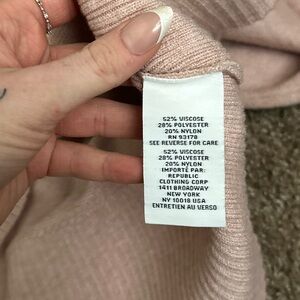 52% VISCOSE
28% POLYESTER
20% NYLON
RN 93178
SEE REVERSE FOR CARE
52% VISCOSE
28% POLYESTER
20% NYLON
IMPORTÉ PAR:
REPUBLIC
CLOTHING CORP
1411 BROADWAY
NEW YORK
NY 10018 USA
ENTRETIEN AU VERSO